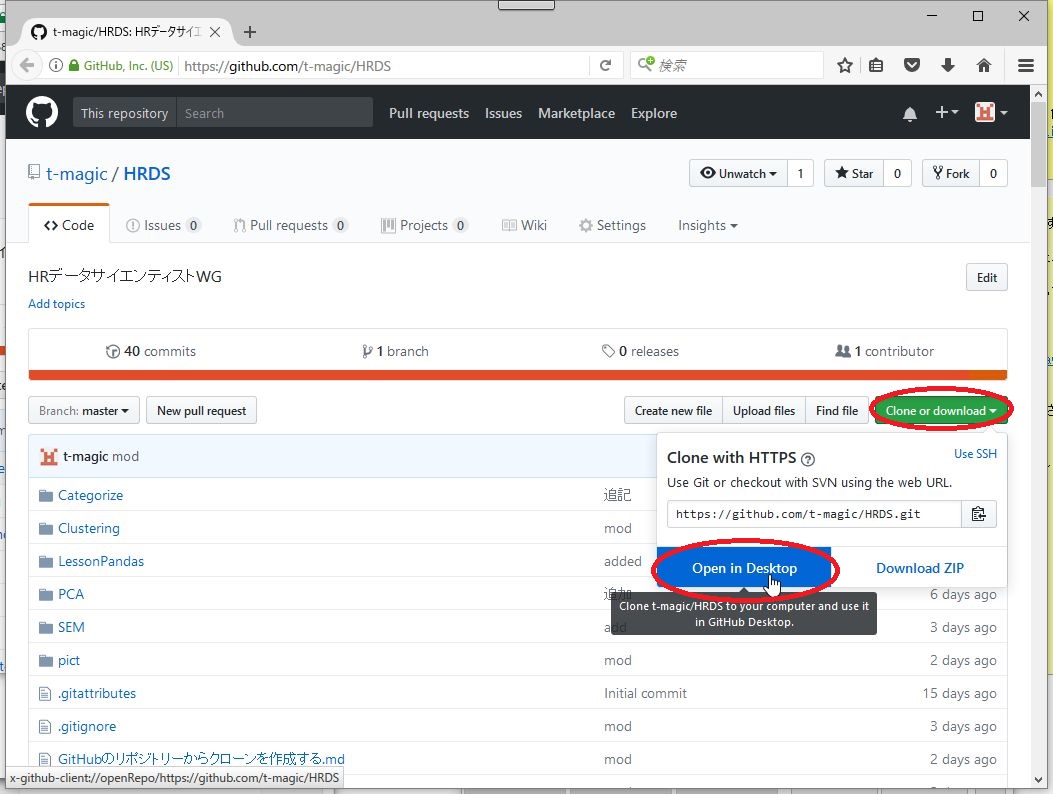 t-magic/HRDS: HRデータサイエ
GitHub, Inc. (US)
https://github.com/t-magic/HRDS
検索
This repository
Search
Pull requests
Issues
Marketplace
Explore
t-magic / HRDS
Unwatch 1
Star 0
Fork 0
Code
Issues 0
Pull requests 0
Projects 0
Wiki
Settings
Insights
HRデータサイエンティストWG
Edit
Add topics
40 commits
1 branch
0 releases
1 contributor
Branch: master
New pull request
Create new file
Upload files
Find file
Clone or download
t-magic mod
Clone with HTTPS
Use SSH
Use Git or checkout with SVN using the web URL.
https://github.com/t-magic/HRDS.git
Open in Desktop
Download ZIP
Clone t-magic/HRDS to your computer and use it
in GitHub Desktop.
Categorize 追記
Clustering mod
LessonPandas added
PCA 追加 6 days ago
SEM add 3 days ago
pict mod 2 days ago
.gitattributes Initial commit 15 days ago
.gitignore mod 3 days ago
GitHubのリポジトリーからクローンを作成する.md mod 2 days ago
x-github-client://openRepo/https://github.com/t-magic/HRDS